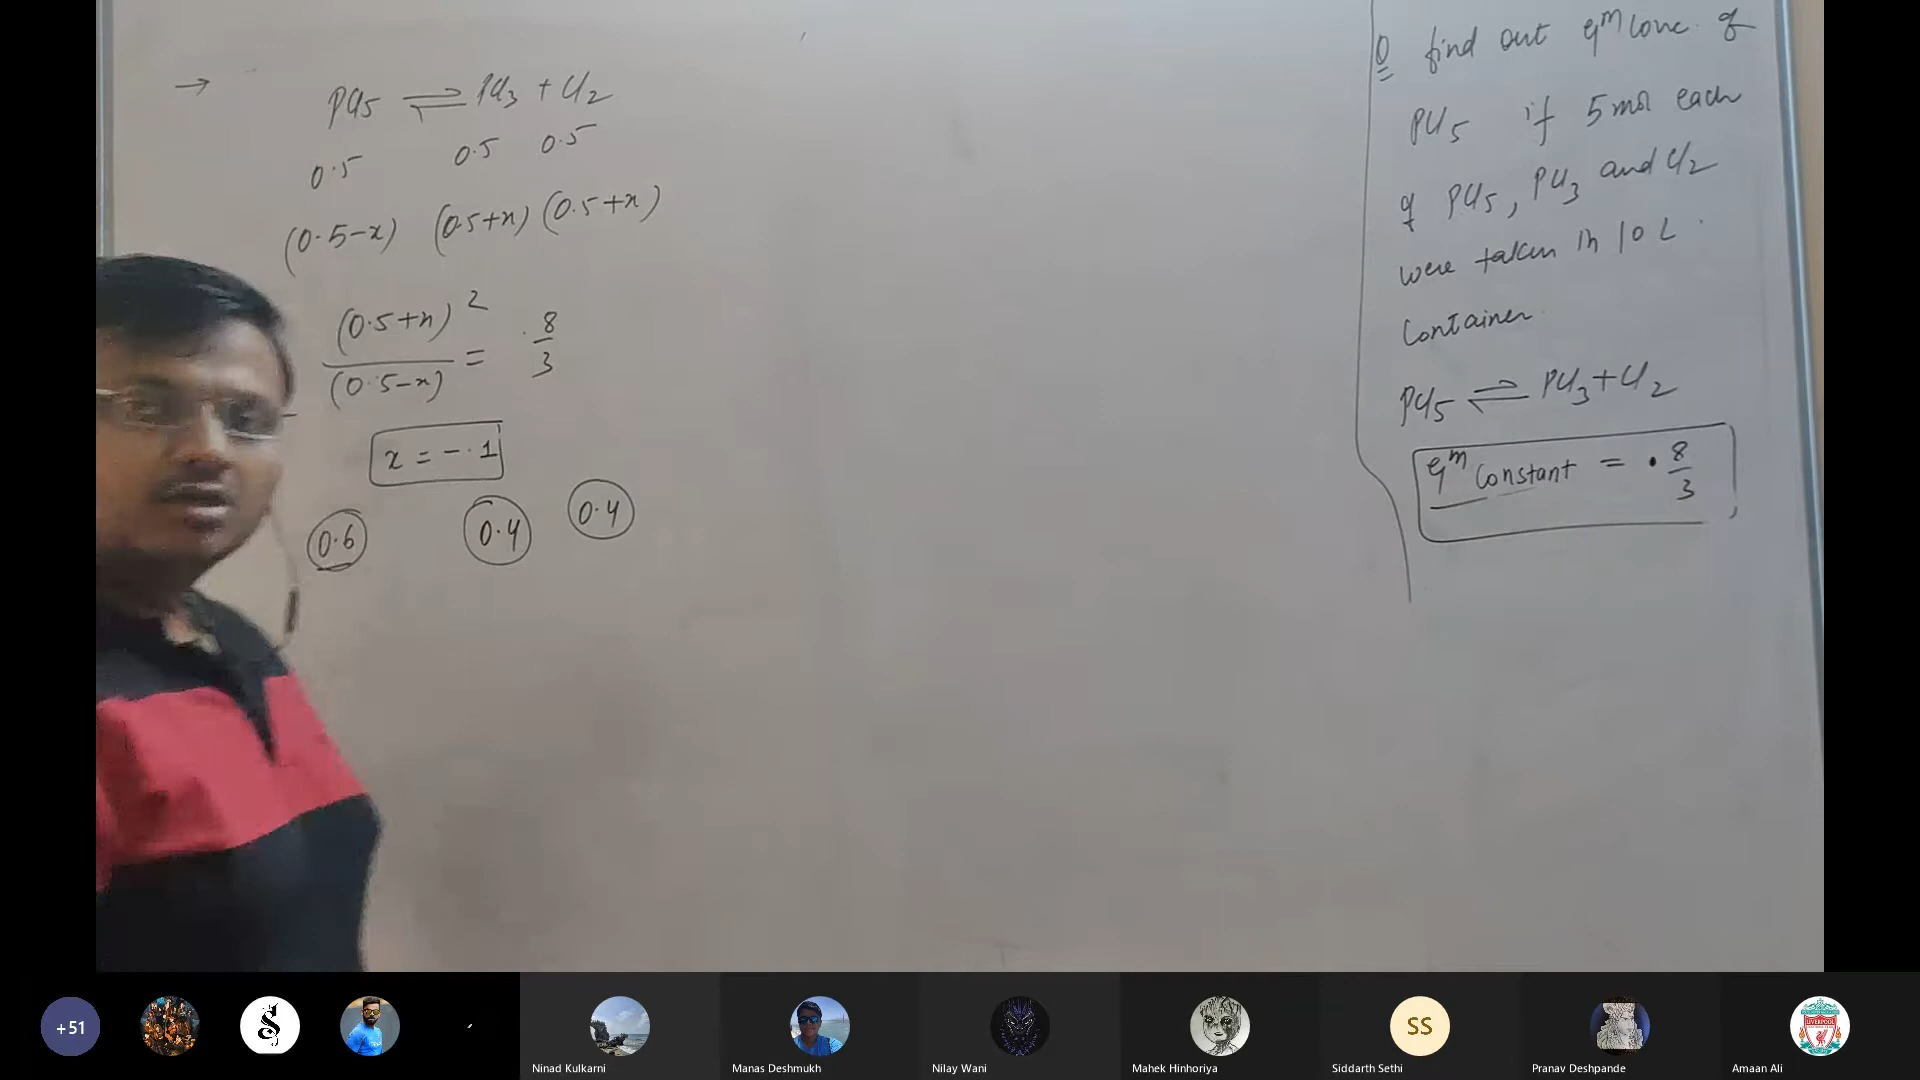 → PCl5 ⇌ PCl3 + Cl2
0.5 0.5 0.5
(0.5-x) (0.5+x) (0.5+x)
(0.5+x)2
(0.5-x) = .8/3
x = -.1
0.6 0.4 0.4
Q find out eqm conc. of
PCl5 if 5 mol each
of PCl5, PCl3 and Cl2
were taken in 10 L.
Container.
PCl5 ⇌ PCl3 + Cl2
eqm constant = .8/3
+51
SS
LIVERPOOL
Ninad Kulkarni
Manas Deshmukh
Nilay Wani
Mahek Hinhoriya
Siddarth Sethi
Pranav Deshpande
Amaan Ali